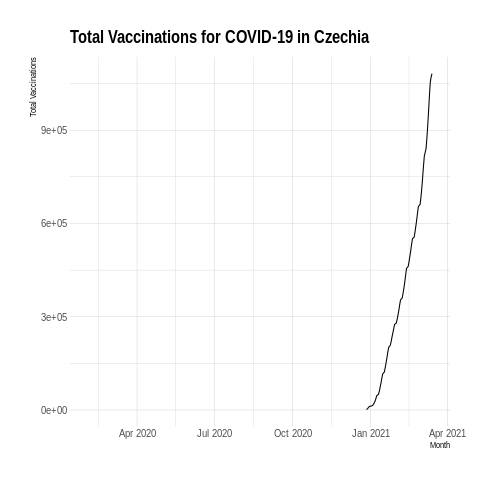 Total Vaccinations for COVID-19 in Czechia
Total Vaccinations
9e+05
6e+05
3e+05
0e+00
Apr 2020 Jul 2020 Oct 2020 Jan 2021 Apr 2021
Month